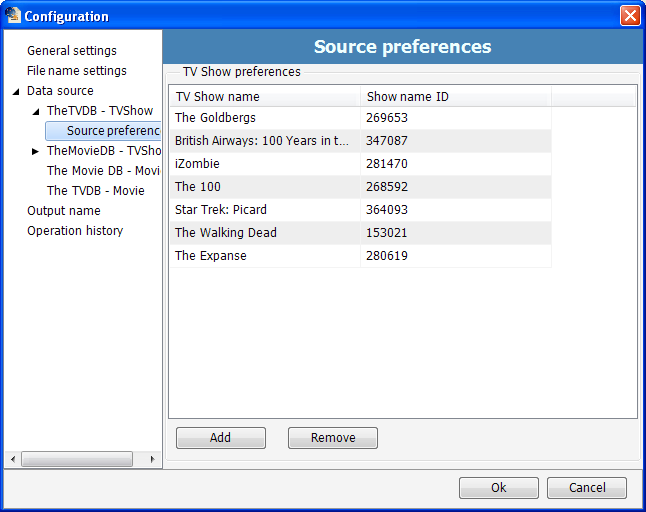 Configuration
General settings
File name settings
Data source
TheTVDB - TVShow
Source preferenc
TheMovieDB - TVSho
The Movie DB - Movi
The TVDB - Movie
Output name
Operation history
Source preferences
TV Show preferences
TV Show name Show name ID
The Goldbergs 269653
British Airways: 100 Years in t... 347087
iZombie 281470
The 100 268592
Star Trek: Picard 364093
The Walking Dead 153021
The Expanse 280619
Add Remove
Ok Cancel